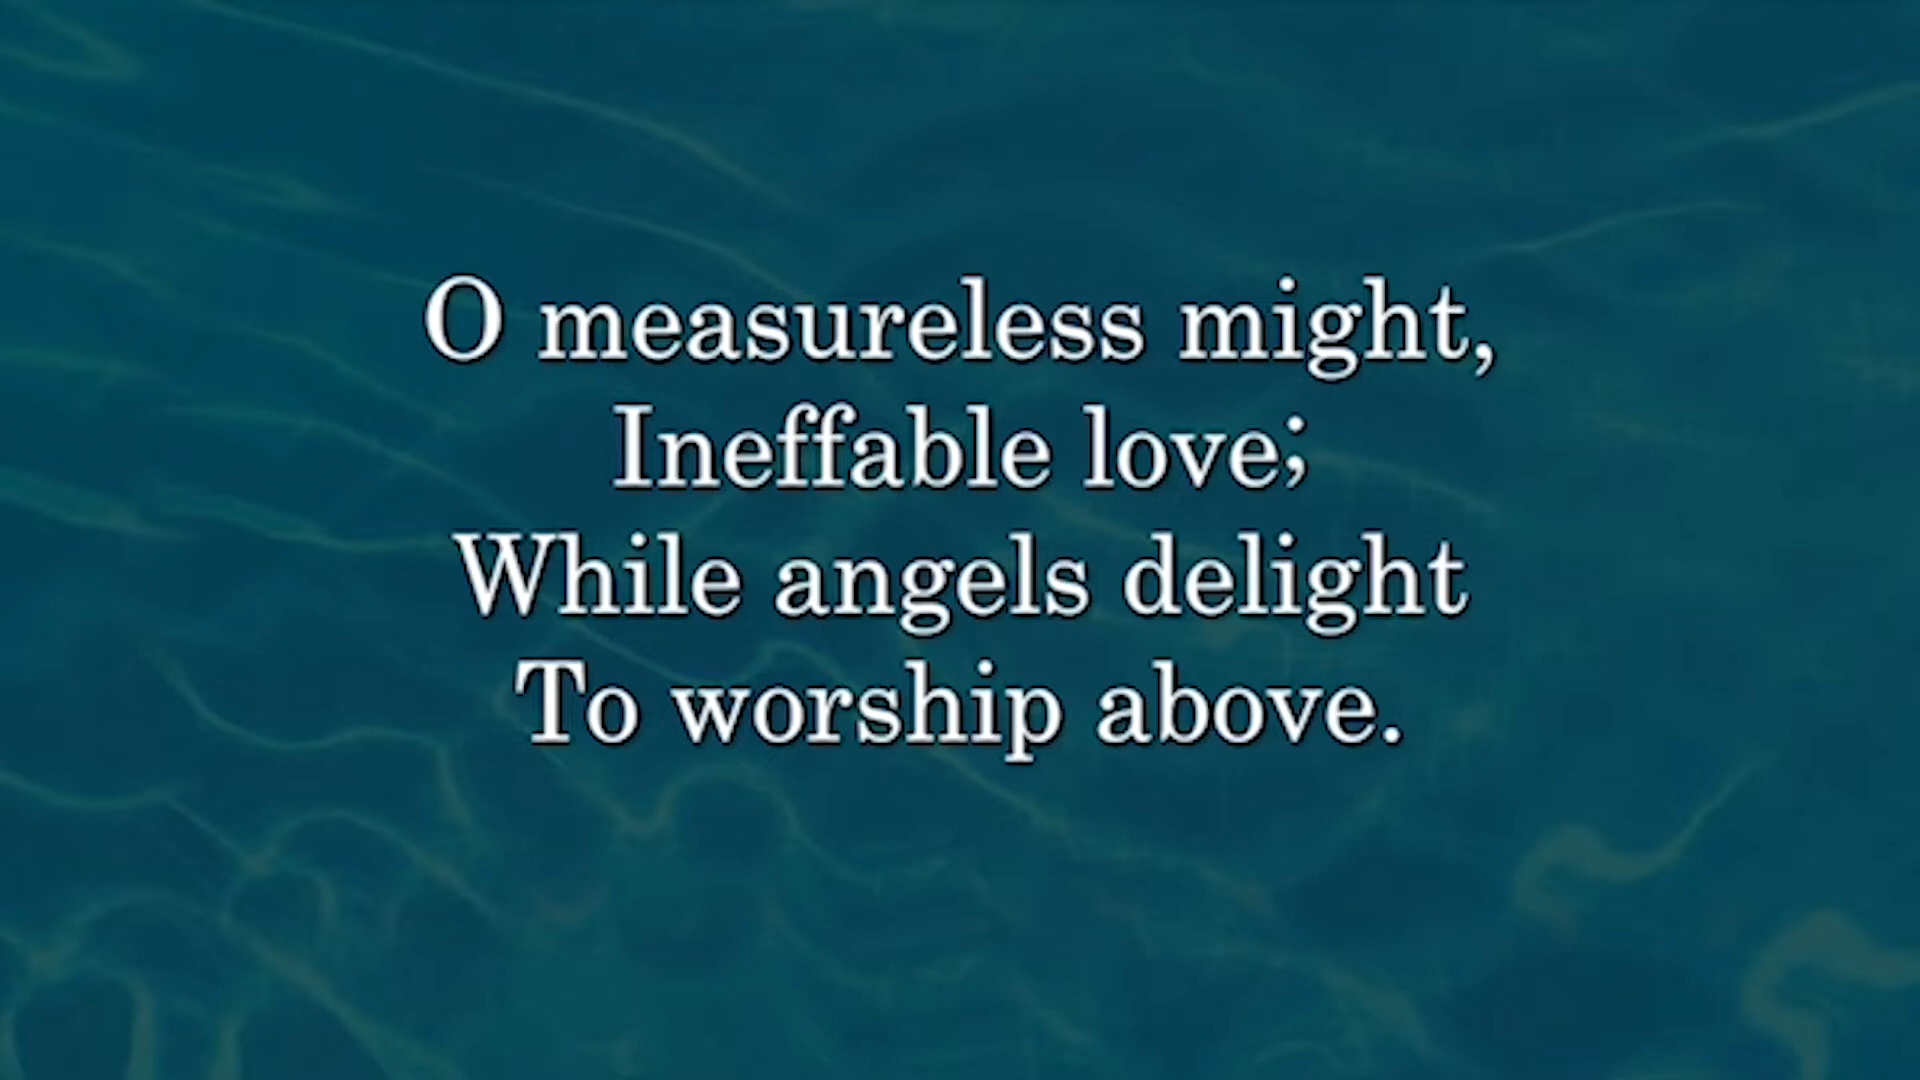 O measureless might,
Ineffable love;
While angels delight
To worship above.